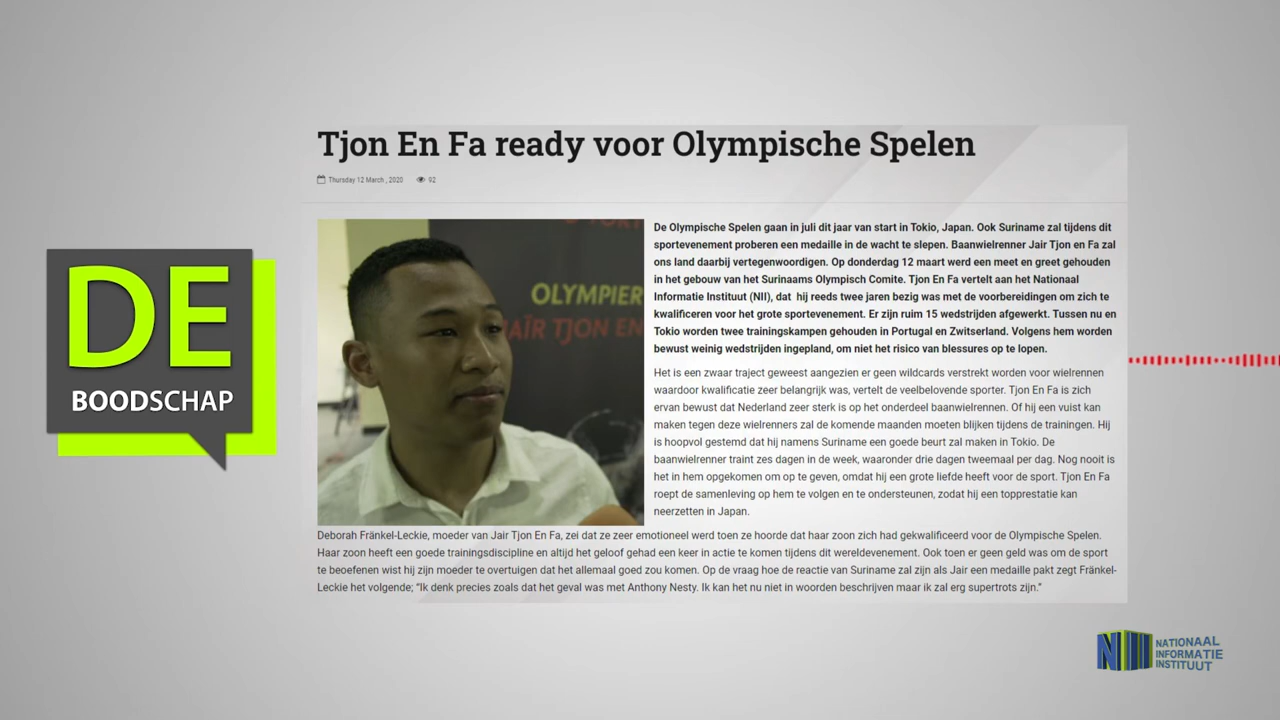 Tjon En Fa ready voor Olympische Spelen
Thursday 12 March , 2020 92
DE
BOODSCHAP
OLYMPIER
JAÏR TJON EN
De Olympische Spelen gaan in juli dit jaar van start in Tokio, Japan. Ook Suriname zal tijdens dit
sportevenement proberen een medaille in de wacht te slepen. Baanwielrenner Jair Tjon en Fa zal
ons land daarbij vertegenwoordigen. Op donderdag 12 maart werd een meet en greet gehouden
in het gebouw van het Surinaams Olympisch Comite. Tjon En Fa vertelt aan het Nationaal
Informatie Instituut (NII), dat hij reeds twee jaren bezig was met de voorbereidingen om zich te
kwalificeren voor het grote sportevenement. Er zijn ruim 15 wedstrijden afgewerkt. Tussen nu en
Tokio worden twee trainingskampen gehouden in Portugal en Zwitserland. Volgens hem worden
bewust weinig wedstrijden ingepland, om niet het risico van blessures op te lopen.
Het is een zwaar traject geweest aangezien er geen wildcards verstrekt worden voor wielrennen
waardoor kwalificatie zeer belangrijk was, vertelt de veelbelovende sporter. Tjon En Fa is zich
ervan bewust dat Nederland zeer sterk is op het onderdeel baanwielrennen. Of hij een vuist kan
maken tegen deze wielrenners zal de komende maanden moeten blijken tijdens de trainingen. Hij
is hoopvol gestemd dat hij namens Suriname een goede beurt zal maken in Tokio. De
baanwielrenner traint zes dagen in de week, waaronder drie dagen tweemaal per dag. Nog nooit is
het in hem opgekomen om op te geven, omdat hij een grote liefde heeft voor de sport. Tjon En Fa
roept de samenleving op hem te volgen en te ondersteunen, zodat hij een topprestatie kan
neerzetten in Japan.
Deborah Fränkel-Leckie, moeder van Jair Tjon En Fa, zei dat ze zeer emotioneel werd toen ze hoorde dat haar zoon zich had gekwalificeerd voor de Olympische Spelen.
Haar zoon heeft een goede trainingsdiscipline en altijd het geloof gehad een keer in actie te komen tijdens dit wereldevenement. Ook toen er geen geld was om de sport
te beoefenen wist hij zijn moeder te overtuigen dat het allemaal goed zou komen. Op de vraag hoe de reactie van Suriname zal zijn als Jair een medaille pakt zegt Fränkel-
Leckie het volgende; “Ik denk precies zoals dat het geval was met Anthony Nesty. Ik kan het nu niet in woorden beschrijven maar ik zal erg supertrots zijn.”
NII NATIONAAL
INFORMATIE
INSTITUUT